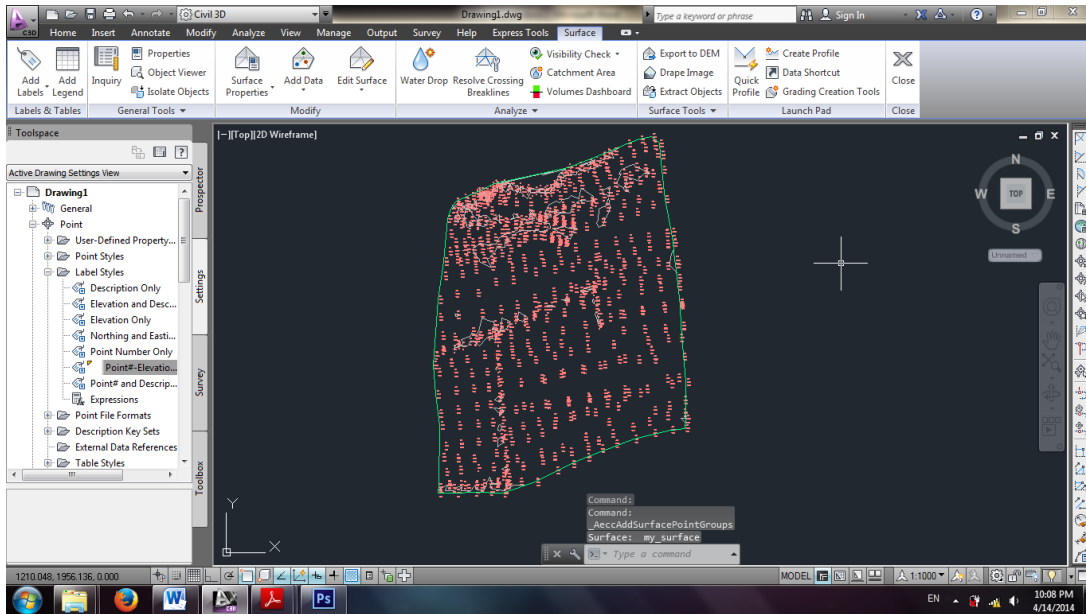 Civil 3D
Drawing1.dwg
Type a keyword or phrase
Sign In
C3D
Home Insert Annotate Modify Analyze View Manage Output Survey Help Express Tools Surface
Add Labels
Add Legend
Inquiry
Properties
Object Viewer
Isolate Objects
Surface Properties
Add Data
Edit Surface
Water Drop
Resolve Crossing Breaklines
Visibility Check
Catchment Area
Volumes Dashboard
Export to DEM
Drape Image
Extract Objects
Quick Profile
Create Profile
Data Shortcut
Grading Creation Tools
Close
Labels & Tables
General Tools
Modify
Analyze
Surface Tools
Launch Pad
Close
Toolspace
Active Drawing Settings View
Drawing1
General
Point
User-Defined Property...
Point Styles
Label Styles
Description Only
Elevation and Desc...
Elevation Only
Northing and Easti...
Point Number Only
Point#-Elevatio...
Point# and Descrip...
Expressions
Point File Formats
Description Key Sets
External Data References
Table Styles
Prospector
Settings
Survey
Toolbox
[-][Top][2D Wireframe]
N
W TOP E
S
Unnamed
Y
X
Command:
Command:
_AeccAddSurfacePointGroups
Surface: my_surface
Type a command
1210.048, 1956.136, 0.000
MODEL
1:1000
C3D
Ps
EN
10:08 PM
4/14/2014